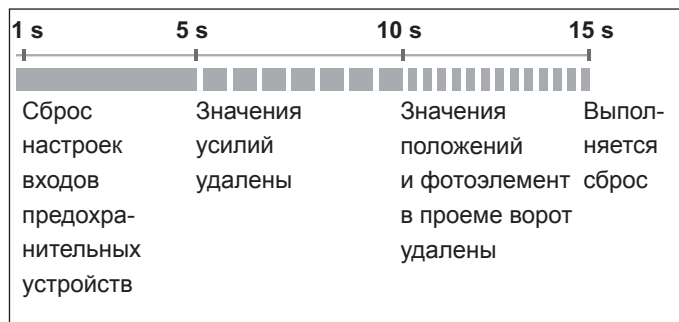 1 s 5 s 10 s 15 s
Сброс
настроек
входов
предохра-
нительных
устройств
Значения
усилий
удалены
Значения
положений
и фотоэлемент
в проеме ворот
удалены
Выпол-
няется
сброс